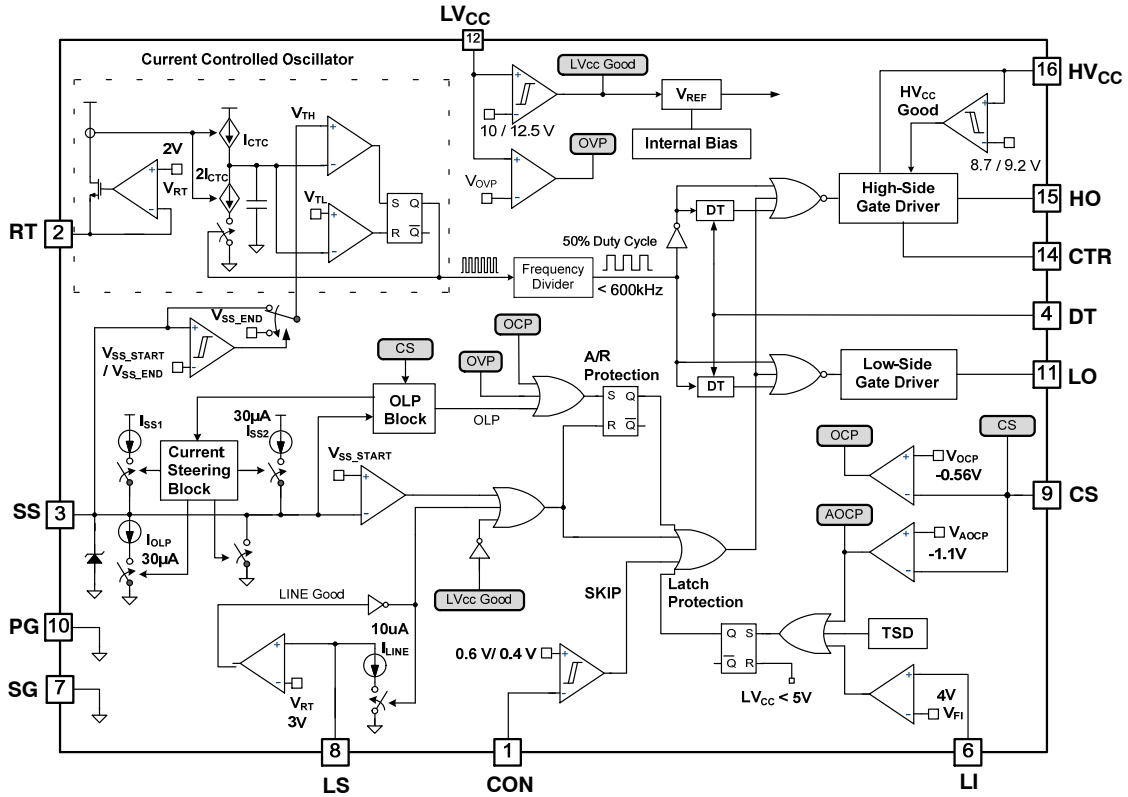 LVCC
12
Current Controlled Oscillator
LVcc Good
16
HVCC
VREF
HVCC
Good
VTH
ICTC
10 / 12.5 V
Internal Bias
8.7 / 9.2 V
2V
VRT
2ICTC
OVP
VOVP
VTL
S Q
R Q
High-Side
Gate Driver
15
HO
DT
RT
2
50% Duty Cycle
14
CTR
Frequency
Divider
< 600kHz
VSS_END
4
DT
VSS_START
/ VSS_END
OCP
CS
OVP
A/R
Protection
DT
Low-Side
Gate Driver
11
LO
OLP
Block
OLP
S Q
R Q
ISS1
30µA
ISS2
Current
Steering
Block
VSS_START
OCP
CS
VOCP
-0.56V
SS
3
9
CS
IOLP
30µA
AOCP
VAOCP
-1.1V
LINE Good
LVcc Good
SKIP
Latch
Protection
PG
10
10uA
ILINE
TSD
Q S
Q R
0.6 V/ 0.4 V
SG
7
VRT
3V
LVCC < 5V
4V
VFI
8
LS
1
CON
6
LI